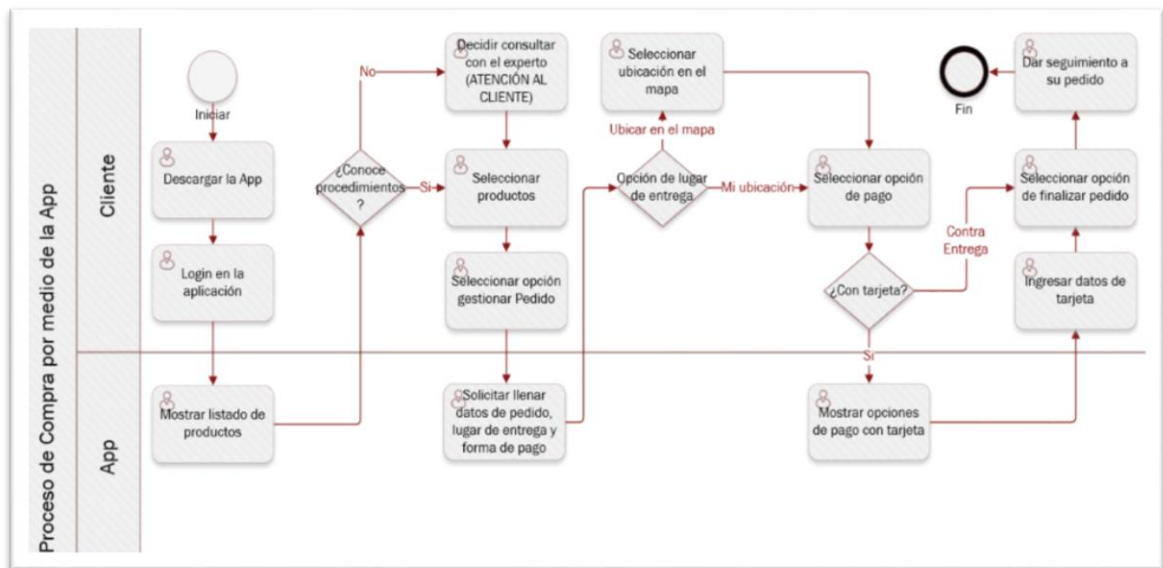 Proceso de Compra por medio de la App
Cliente
App
Iniciar
Descargar la App
Login en la
aplicación
Mostrar listado de
productos
¿Conoce
procedimientos
?
No
Si
Decidir consultar
con el experto
(ATENCIÓN AL
CLIENTE)
Seleccionar
productos
Seleccionar opción
gestionar Pedido
Solicitar llenar
datos de pedido,
lugar de entrega y
forma de pago
Opción de lugar
de entrega
Ubicar en el mapa
Seleccionar
ubicación en el
mapa
Mi ubicación
Seleccionar opción
de pago
¿Con tarjeta?
Si
Mostrar opciones
de pago con tarjeta
Contra
Entrega
Ingresar datos de
tarjeta
Seleccionar opción
de finalizar pedido
Dar seguimiento a
su pedido
Fin